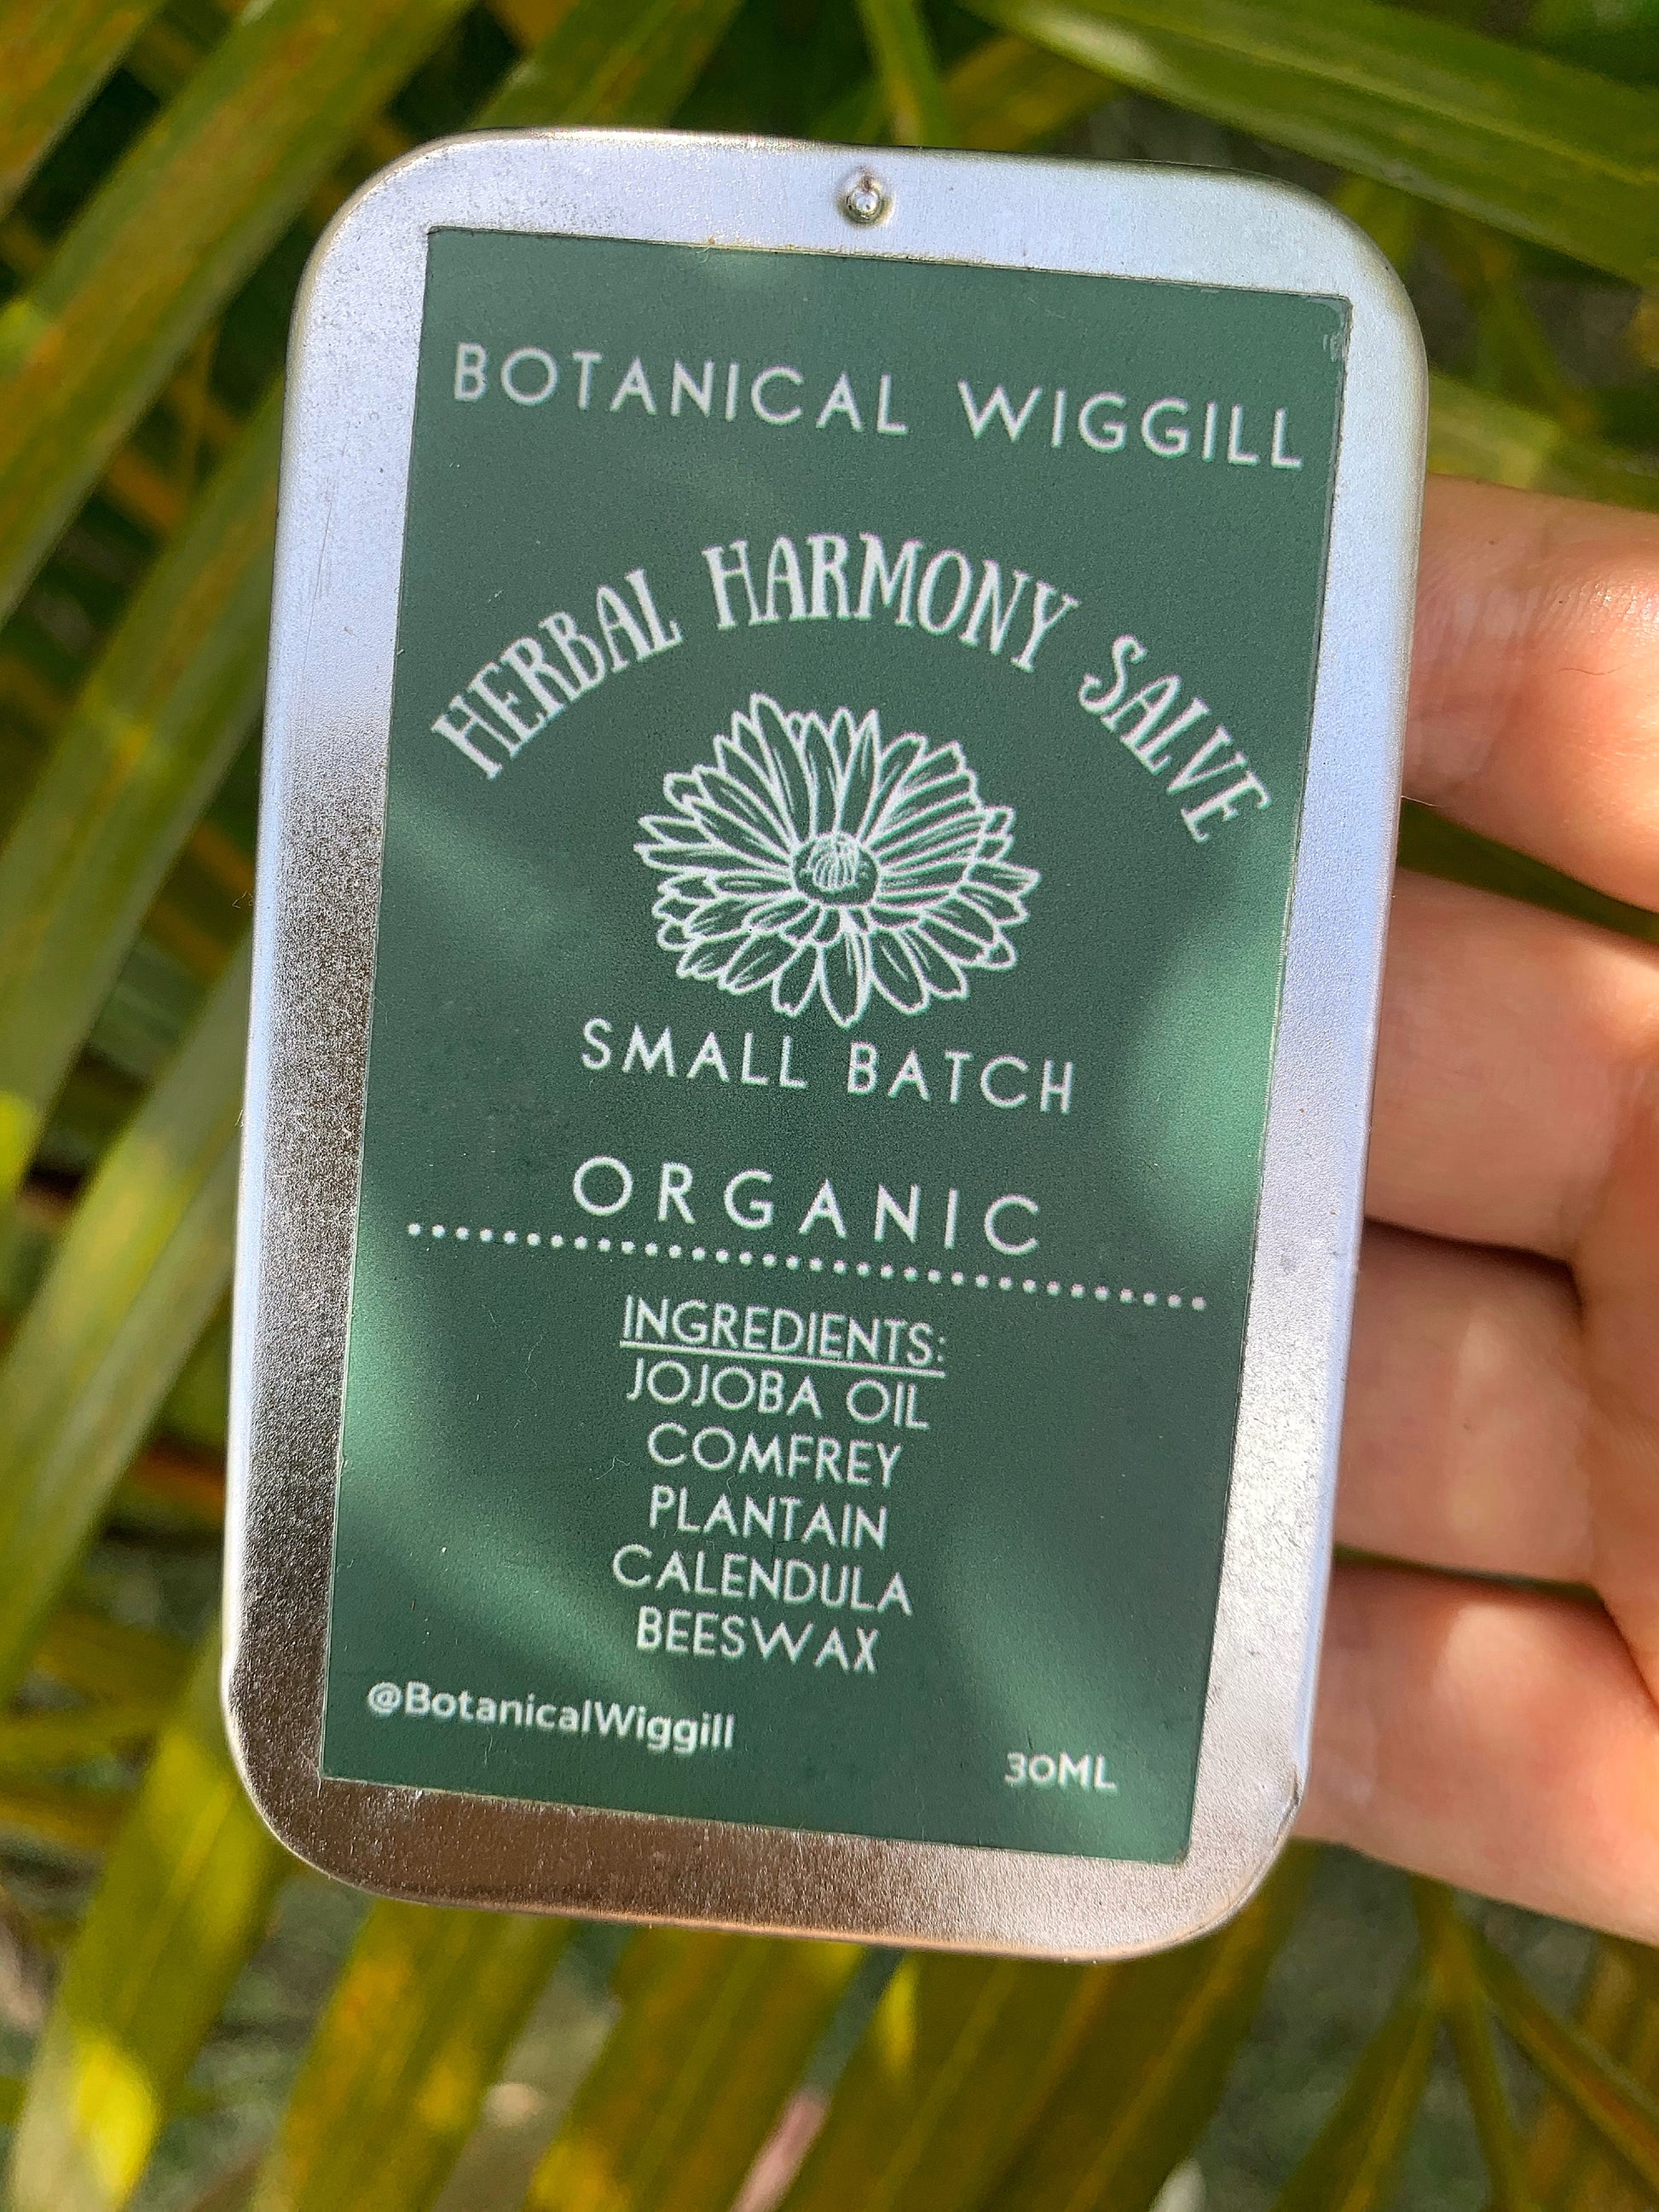 BOTANICAL WIGGILL
HERBAL HARMONY SALVE
SMALL BATCH
ORGANIC
INGREDIENTS:
JOJOBA OIL
COMFREY
PLANTAIN
CALENDULA
BEESWAX
@BotanicalWiggill
30ML